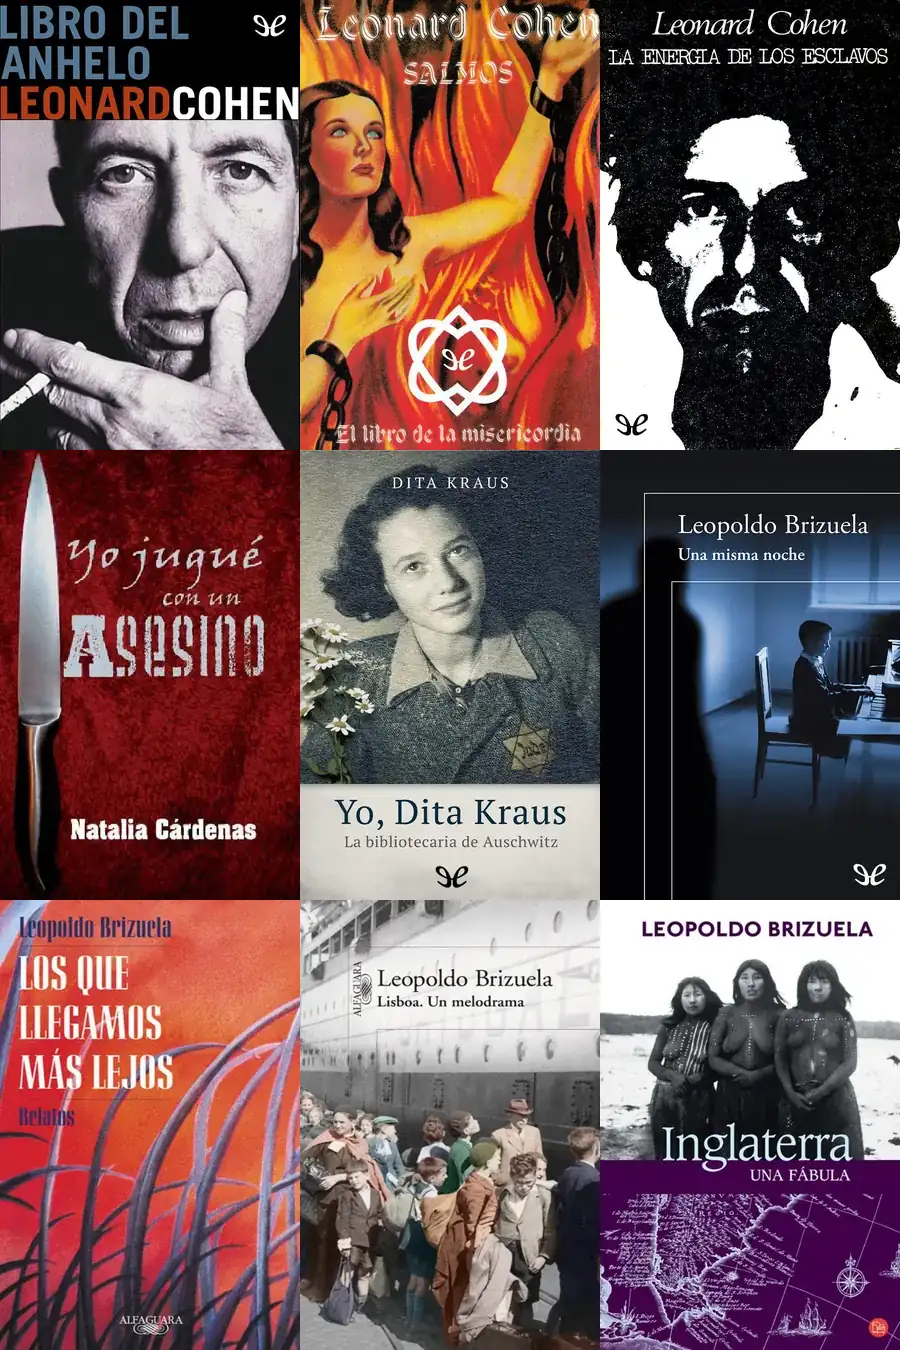 LIBRO DEL
ANHELO
LEONARDCOHEN
Leonard Cohen
SALMOS
El libro de la misericordia
Leonard Cohen
LA ENERGIA DE LOS ESCLAVOS
Yo jugué
con un
Asesino
Natalia Cárdenas
DITA KRAUS
Yo, Dita Kraus
La bibliotecaria de Auschwitz
Leopoldo Brizuela
Una misma noche
Leopoldo Brizuela
LOS QUE
LLEGAMOS
MÁS LEJOS
Relatos
ALFAGUARA
ALFAGUARA
Leopoldo Brizuela
Lisboa. Un melodrama
LEOPOLDO BRIZUELA
Inglaterra
UNA FÁBULA